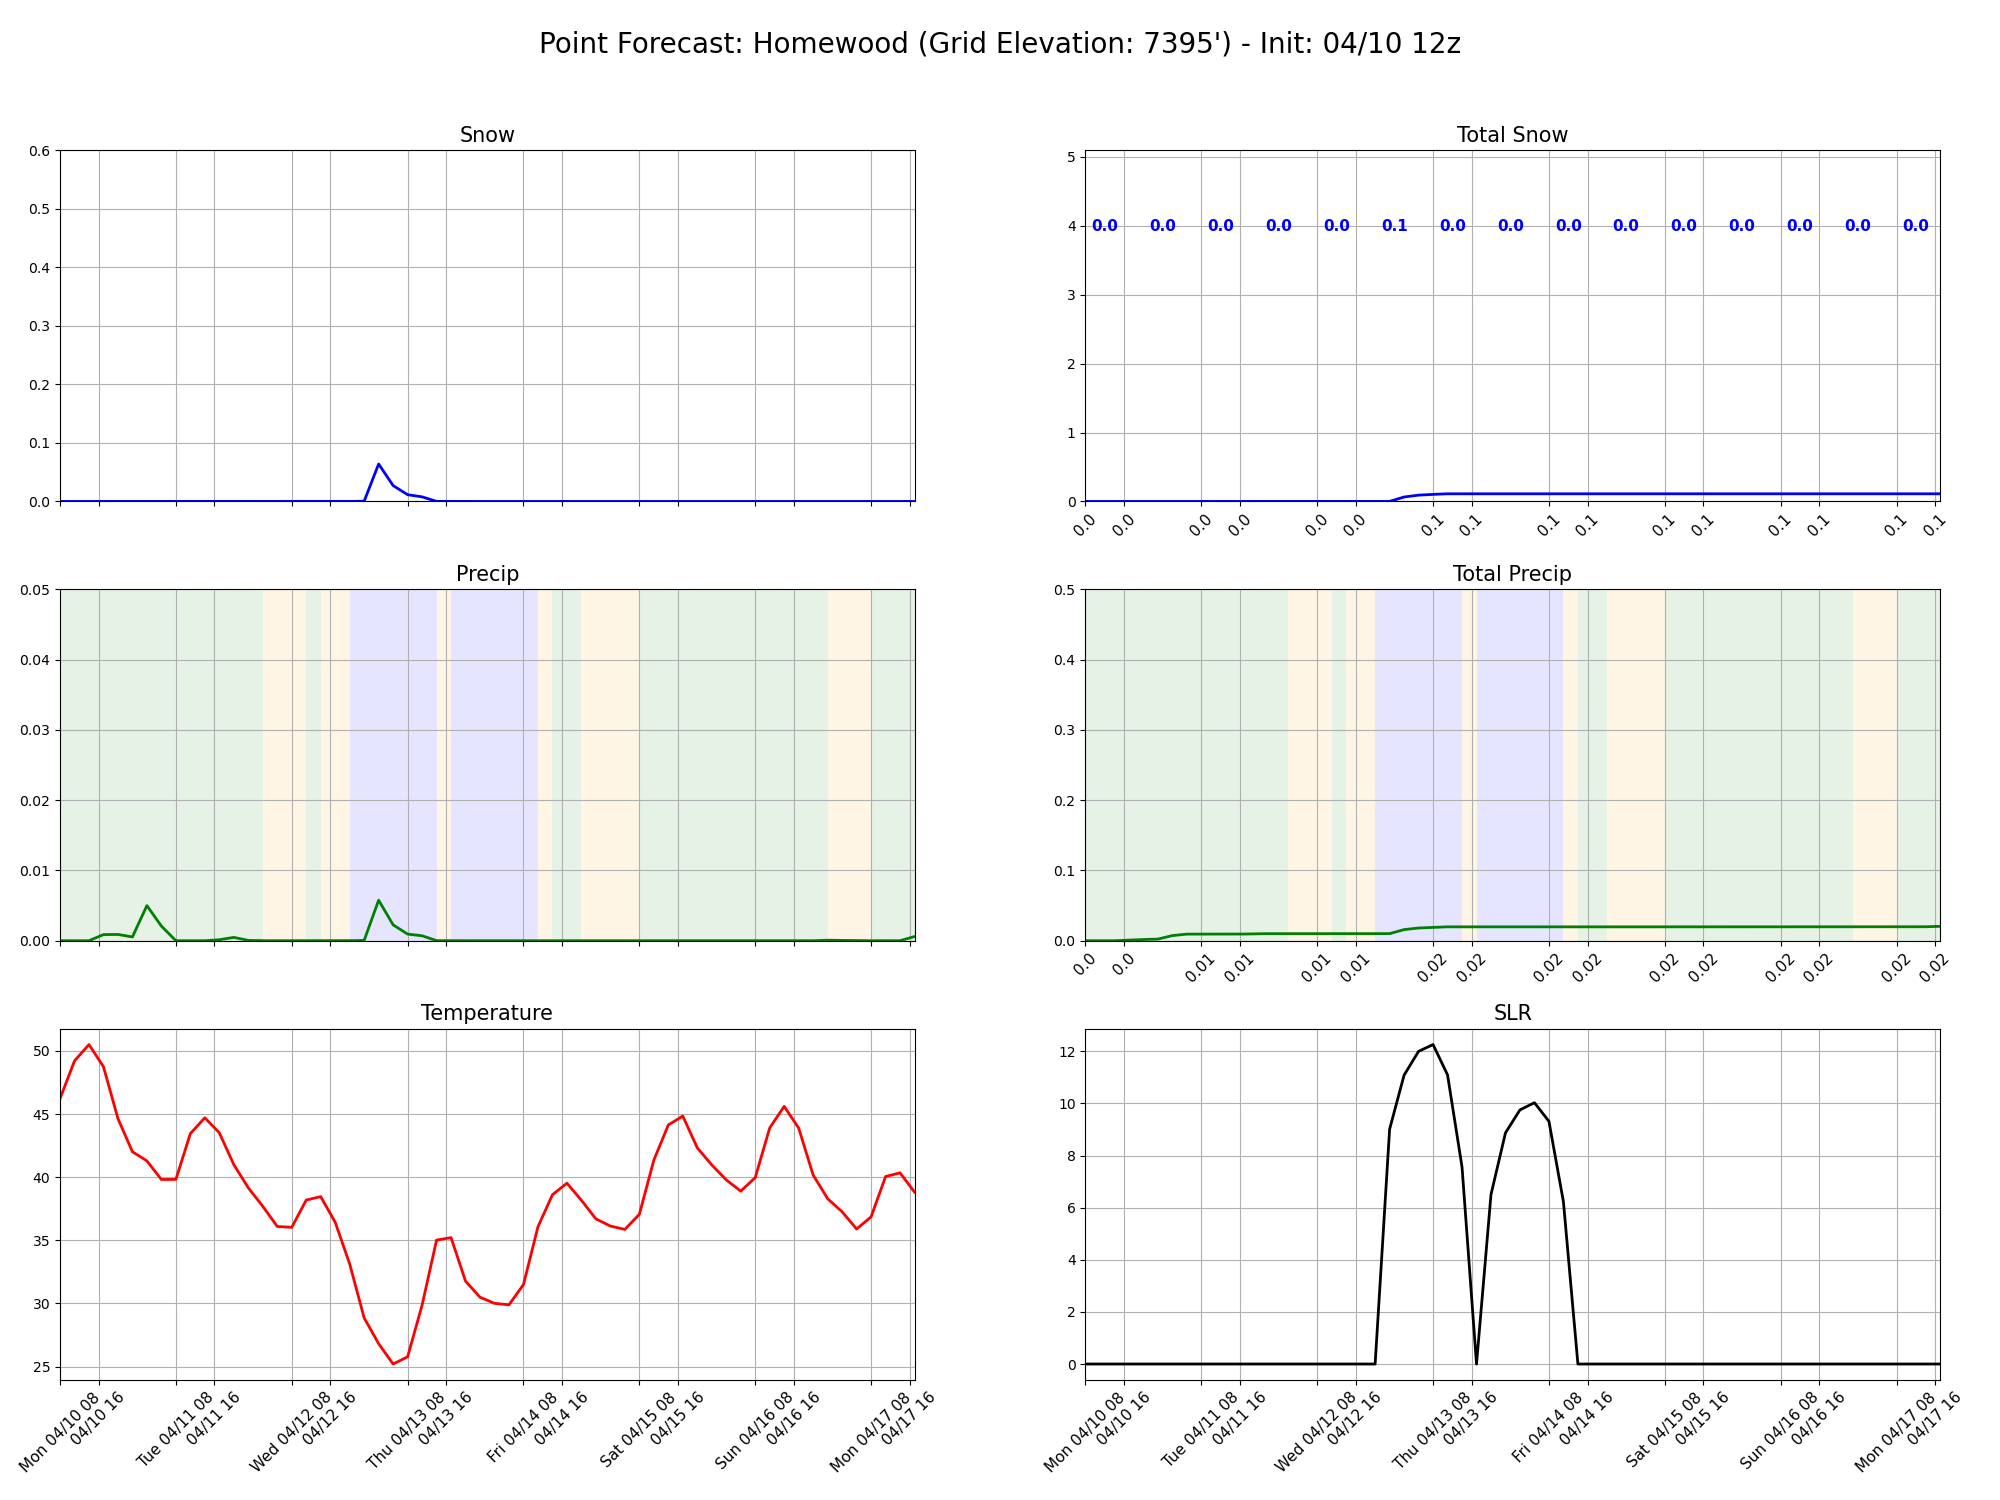 Point Forecast: Homewood (Grid Elevation: 7395') - Init: 04/10 12z
Snow
0.6
0.5
0.4
0.3
0.2
0.1
0.0
Total Snow
5
4
3
2
1
0
0.0 0.0 0.0 0.0 0.0 0.1 0.0 0.0 0.0 0.0 0.0 0.0 0.0 0.0 0.0
0.0 0.0 0.0 0.0 0.0 0.0 0.1 0.1 0.1 0.1 0.1 0.1 0.1 0.1 0.1 0.1
Precip
0.05
0.04
0.03
0.02
0.01
0.00
Total Precip
0.5
0.4
0.3
0.2
0.1
0.0
0.0 0.0 0.01 0.01 0.01 0.01 0.02 0.02 0.02 0.02 0.02 0.02 0.02 0.02 0.02 0.02
Temperature
50
45
40
35
30
25
Mon 04/10 08
04/10 16
Tue 04/11 08
04/11 16
Wed 04/12 08
04/12 16
Thu 04/13 08
04/13 16
Fri 04/14 08
04/14 16
Sat 04/15 08
04/15 16
Sun 04/16 08
04/16 16
Mon 04/17 08
04/17 16
SLR
12
10
8
6
4
2
0
Mon 04/10 08
04/10 16
Tue 04/11 08
04/11 16
Wed 04/12 08
04/12 16
Thu 04/13 08
04/13 16
Fri 04/14 08
04/14 16
Sat 04/15 08
04/15 16
Sun 04/16 08
04/16 16
Mon 04/17 08
04/17 16